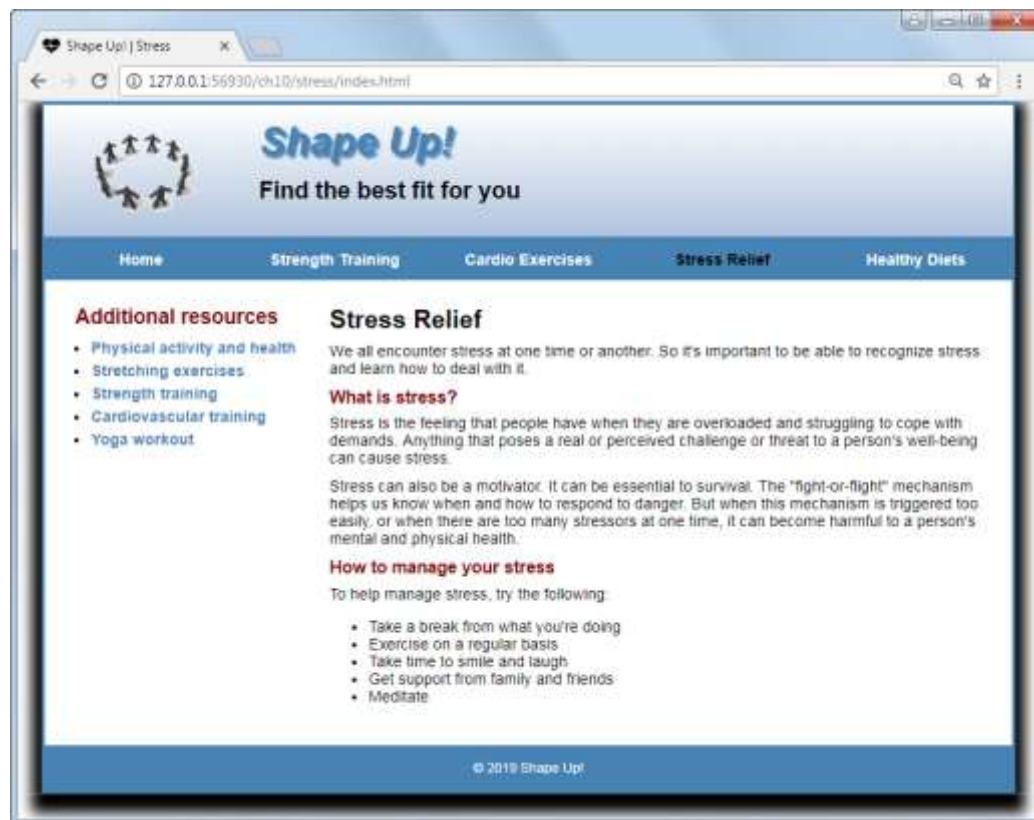 Shape Up! | Stress
127.0.0.1:56930/ch10/stress/index.html
Shape Up!
Find the best fit for you
Home Strength Training Cardio Exercises Stress Relief Healthy Diets
Additional resources
• Physical activity and health
• Stretching exercises
• Strength training
• Cardiovascular training
• Yoga workout
Stress Relief
We all encounter stress at one time or another. So it's important to be able to recognize stress
and learn how to deal with it.
What is stress?
Stress is the feeling that people have when they are overloaded and struggling to cope with
demands. Anything that poses a real or perceived challenge or threat to a person's well-being
can cause stress.
Stress can also be a motivator. It can be essential to survival. The "fight-or-flight" mechanism
helps us know when and how to respond to danger. But when this mechanism is triggered too
easily, or when there are too many stressors at one time, it can become harmful to a person's
mental and physical health.
How to manage your stress
To help manage stress, try the following:
• Take a break from what you're doing
• Exercise on a regular basis
• Take time to smile and laugh
• Get support from family and friends
• Meditate
© 2019 Shape Up!